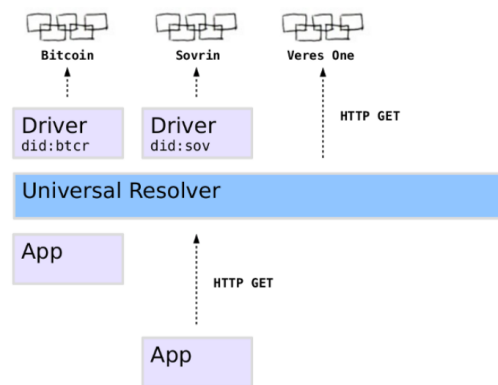 Bitcoin
Sovrin
Veres One
HTTP GET
Driver
did:btcr
Driver
did:sov
Universal Resolver
App
HTTP GET
App